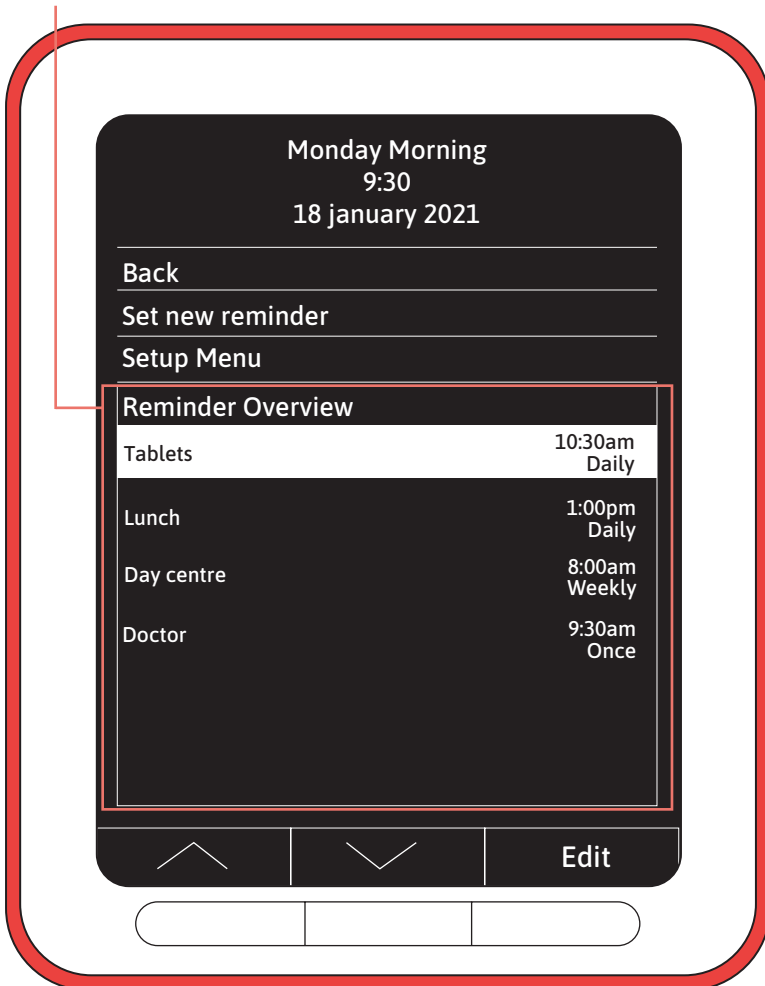 Monday Morning
9:30
18 january 2021
Back
Set new reminder
Setup Menu
Reminder Overview
Tablets 10:30am
Daily
Lunch 1:00pm
Daily
Day centre 8:00am
Weekly
Doctor 9:30am
Once
Edit